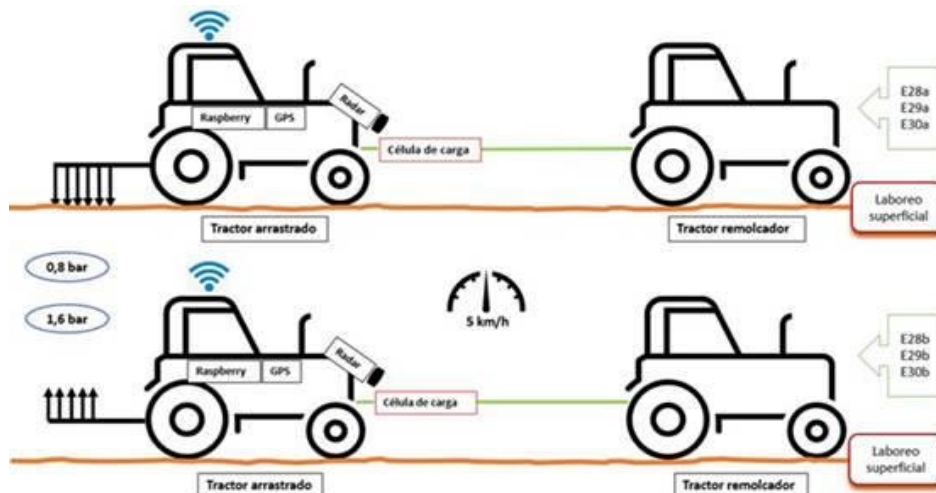 Raspberry
GPS
Radar
Célula de carga
E28a
E29a
E30a
Laboreo
superficial
Tractor arrastrado
Tractor remolcador
0,8 bar
1,6 bar
5 km/h
Raspberry
GPS
Radar
Célula de carga
E28b
E29b
E30b
Laboreo
superficial
Tractor arrastrado
Tractor remolcador